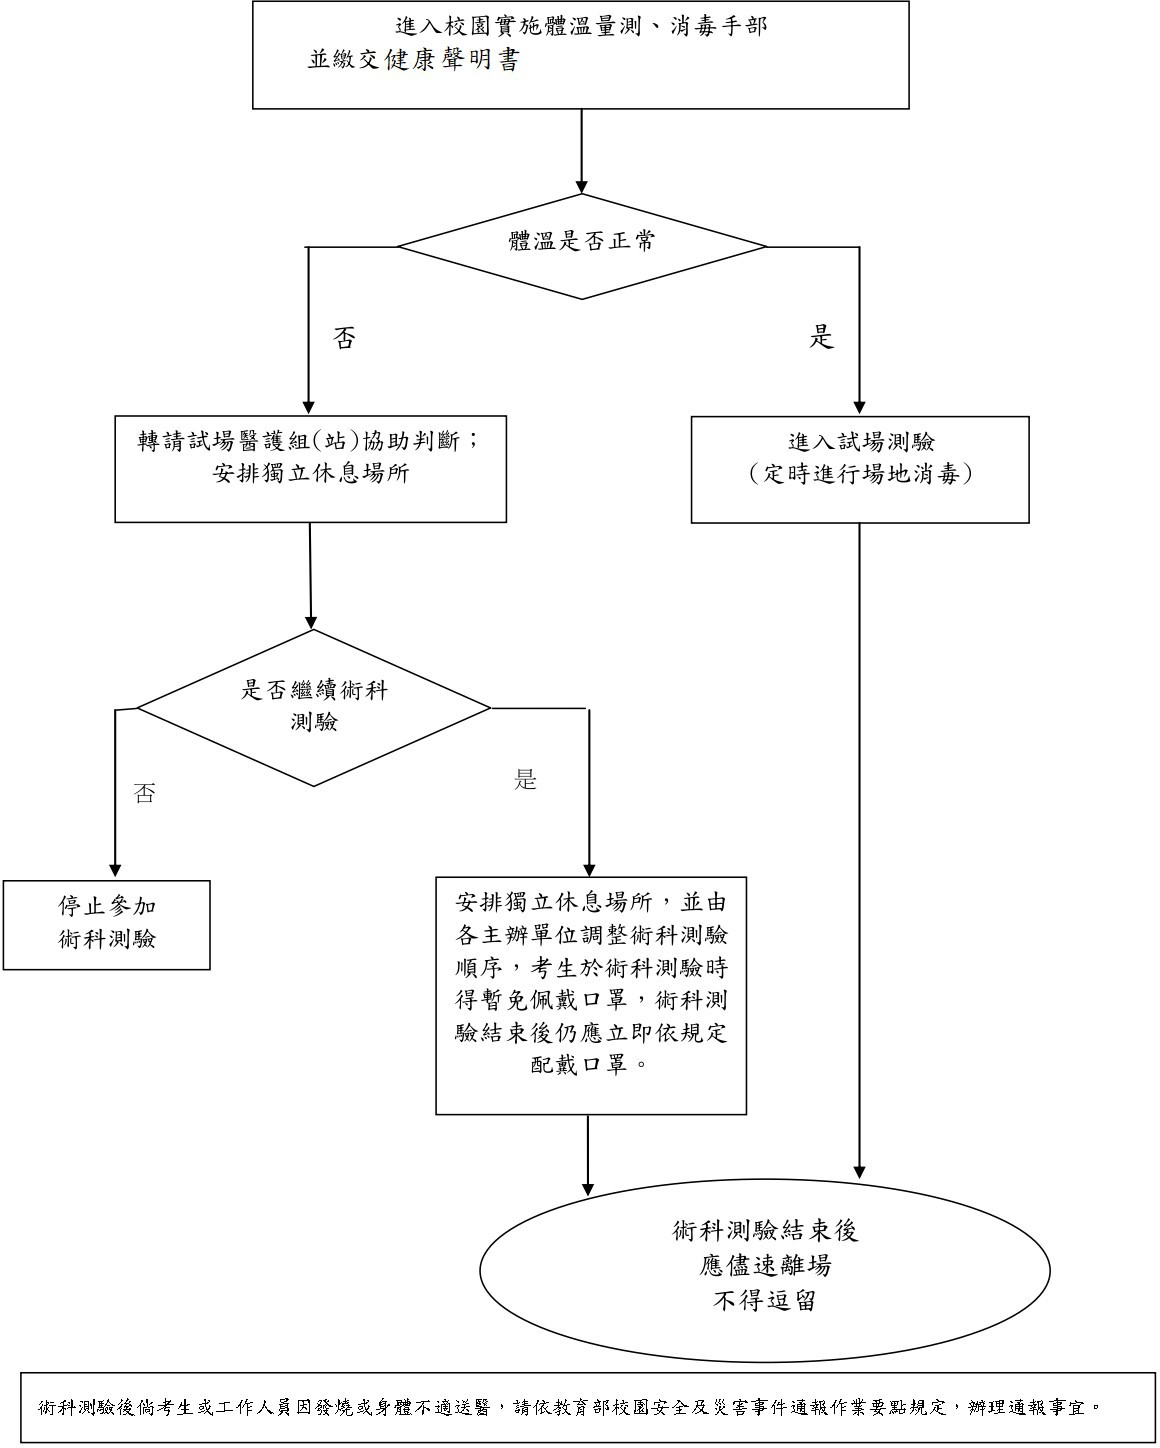 進入校園實施體溫量測、消毒手部
並繳交健康聲明書
體溫是否正常
否
是
轉請試場醫護組(站)協助判斷；
安排獨立休息場所
進入試場測驗
(定時進行場地消毒)
是否繼續術科
測驗
否
是
停止參加
術科測驗
安排獨立休息場所，並由
各主辦單位調整術科測驗
順序，考生於術科測驗時
得暫免佩戴口罩，術科測
驗結束後仍應立即依規定
配戴口罩。
術科測驗結束後
應儘速離場
不得逗留
術科測驗後倘考生或工作人員因發燒或身體不適送醫，請依教育部校園安全及災害事件通報作業要點規定，辦理通報事宜。